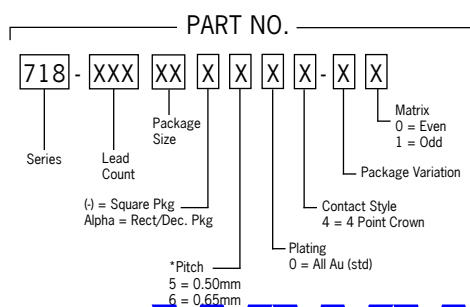 PART NO.
718 - XXX XX X X X X - X X
Matrix
0 = Even
1 = Odd
Package
Size
Series
Lead
Count
Package Variation
(-) = Square Pkg
Alpha = Rect/Dec. Pkg
Contact Style
4 = 4 Point Crown
Plating
0 = All Au (std)
*Pitch
5 = 0.50mm
6 = 0.65mm